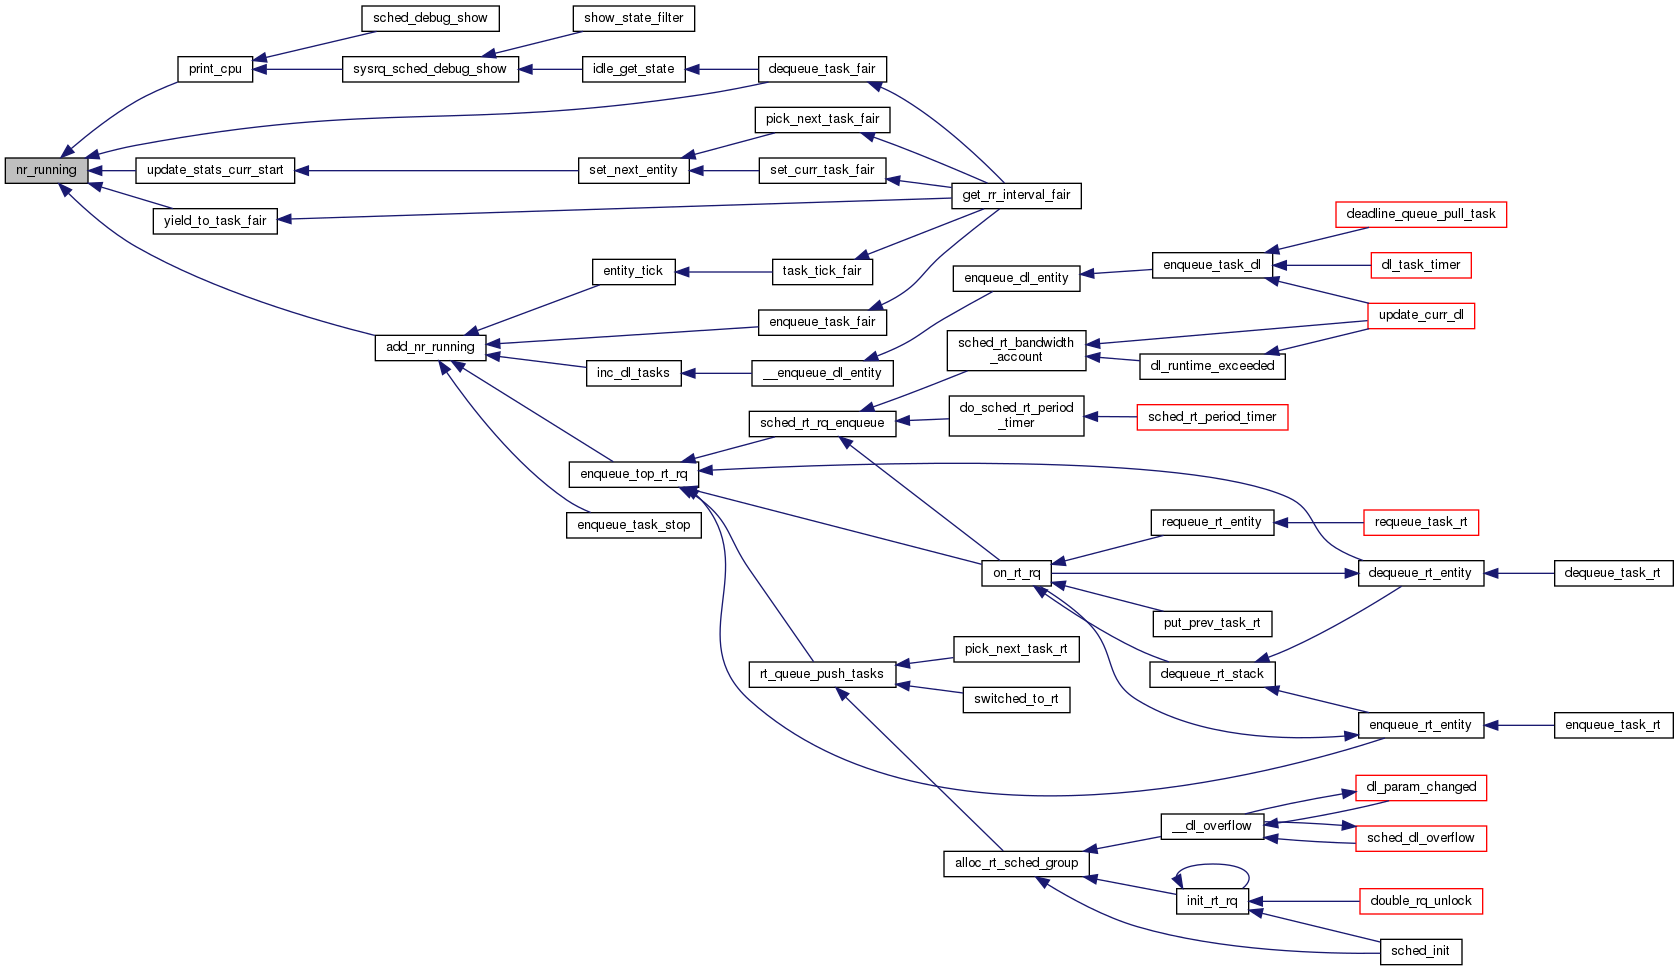 sched_debug_show
show_state_filter
print_cpu
sysrq_sched_debug_show
idle_get_state
dequeue_task_fair
pick_next_task_fair
nr_running
update_stats_curr_start
set_next_entity
set_curr_task_fair
get_rr_interval_fair
yield_to_task_fair
deadline_queue_pull_task
entity_tick
task_tick_fair
enqueue_dl_entity
enqueue_task_dl
dl_task_timer
enqueue_task_fair
update_curr_dl
add_nr_running
sched_rt_bandwidth
_account
inc_dl_tasks
__enqueue_dl_entity
dl_runtime_exceeded
sched_rt_rq_enqueue
do_sched_rt_period
_timer
sched_rt_period_timer
enqueue_top_rt_rq
enqueue_task_stop
requeue_rt_entity
requeue_task_rt
on_rt_rq
dequeue_rt_entity
dequeue_task_rt
put_prev_task_rt
pick_next_task_rt
rt_queue_push_tasks
dequeue_rt_stack
switched_to_rt
enqueue_rt_entity
enqueue_task_rt
dl_param_changed
__dl_overflow
sched_dl_overflow
alloc_rt_sched_group
init_rt_rq
double_rq_unlock
sched_init